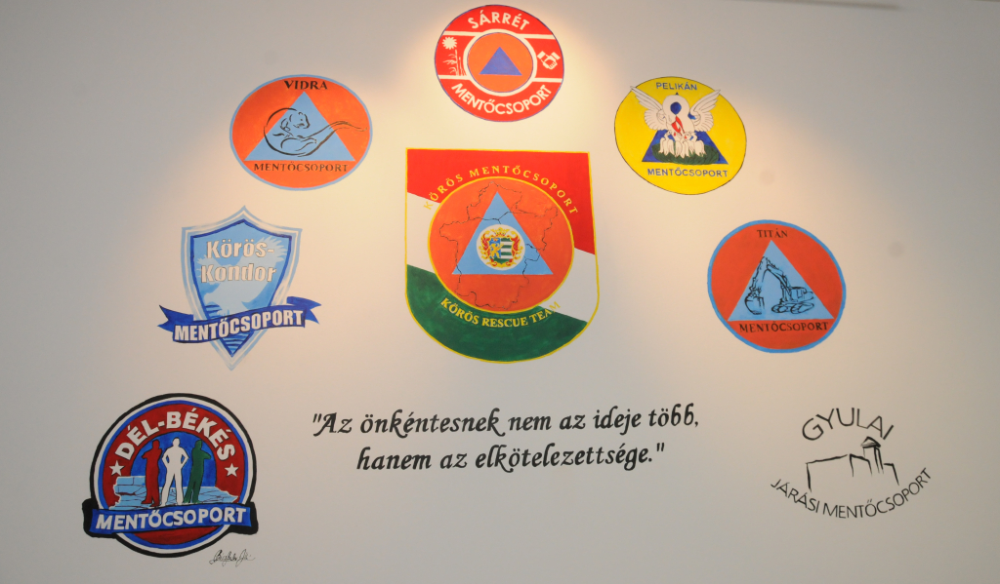 SÁRRÉT
MENTŐCSOPORT
VIDRA
MENTŐCSOPORT
PELIKÁN
MENTŐCSOPORT
KÖRÖS MENTŐCSOPORT
KÖRÖS RESCUE TEAM
Körös-
Kondor
MENTŐCSOPORT
TITÁN
MENTŐCSOPORT
DÉL-BÉKÉS
MENTŐCSOPORT
"Az önkéntesnek nem az ideje több,
hanem az elkötelezettsége."
GYULAI
JÁRÁSI MENTŐCSOPORT